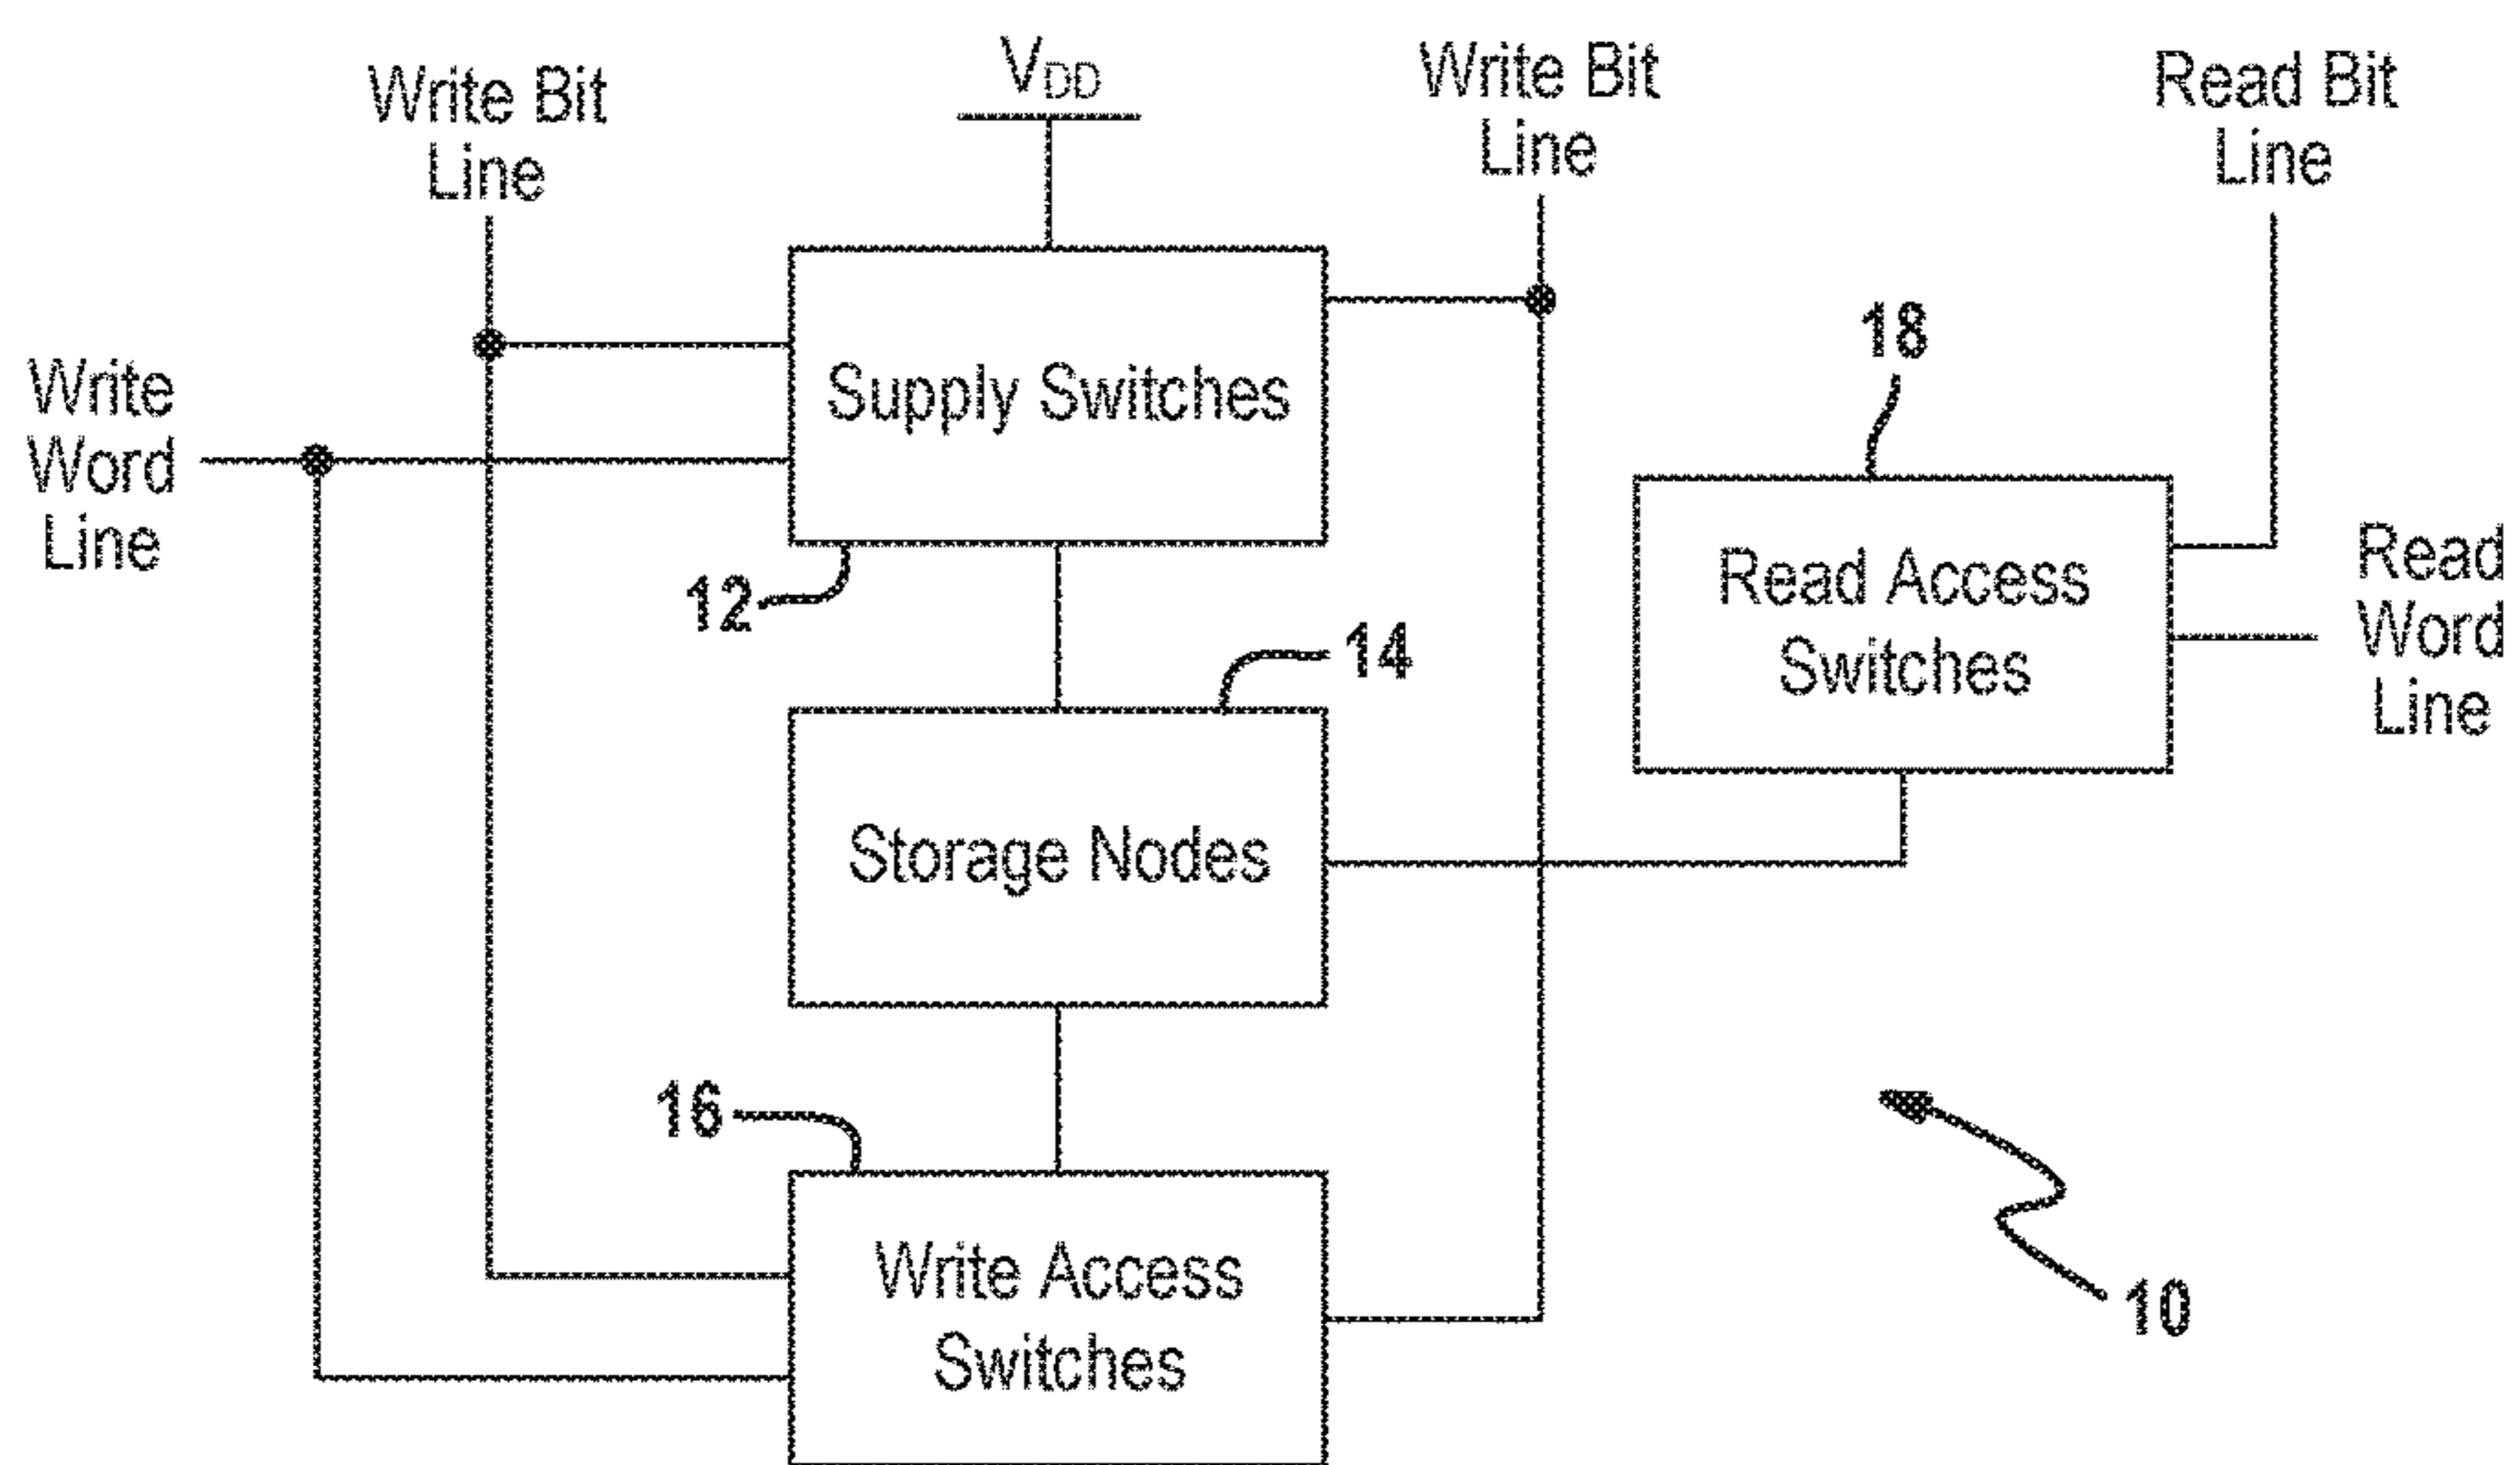 Write Bit
Line
V_DD
Write Bit
Line
Read Bit
Line
Write
Word
Line
Supply Switches
12
18
Read Access
Switches
Read
Word
Line
14
Storage Nodes
16
Write Access
Switches
10